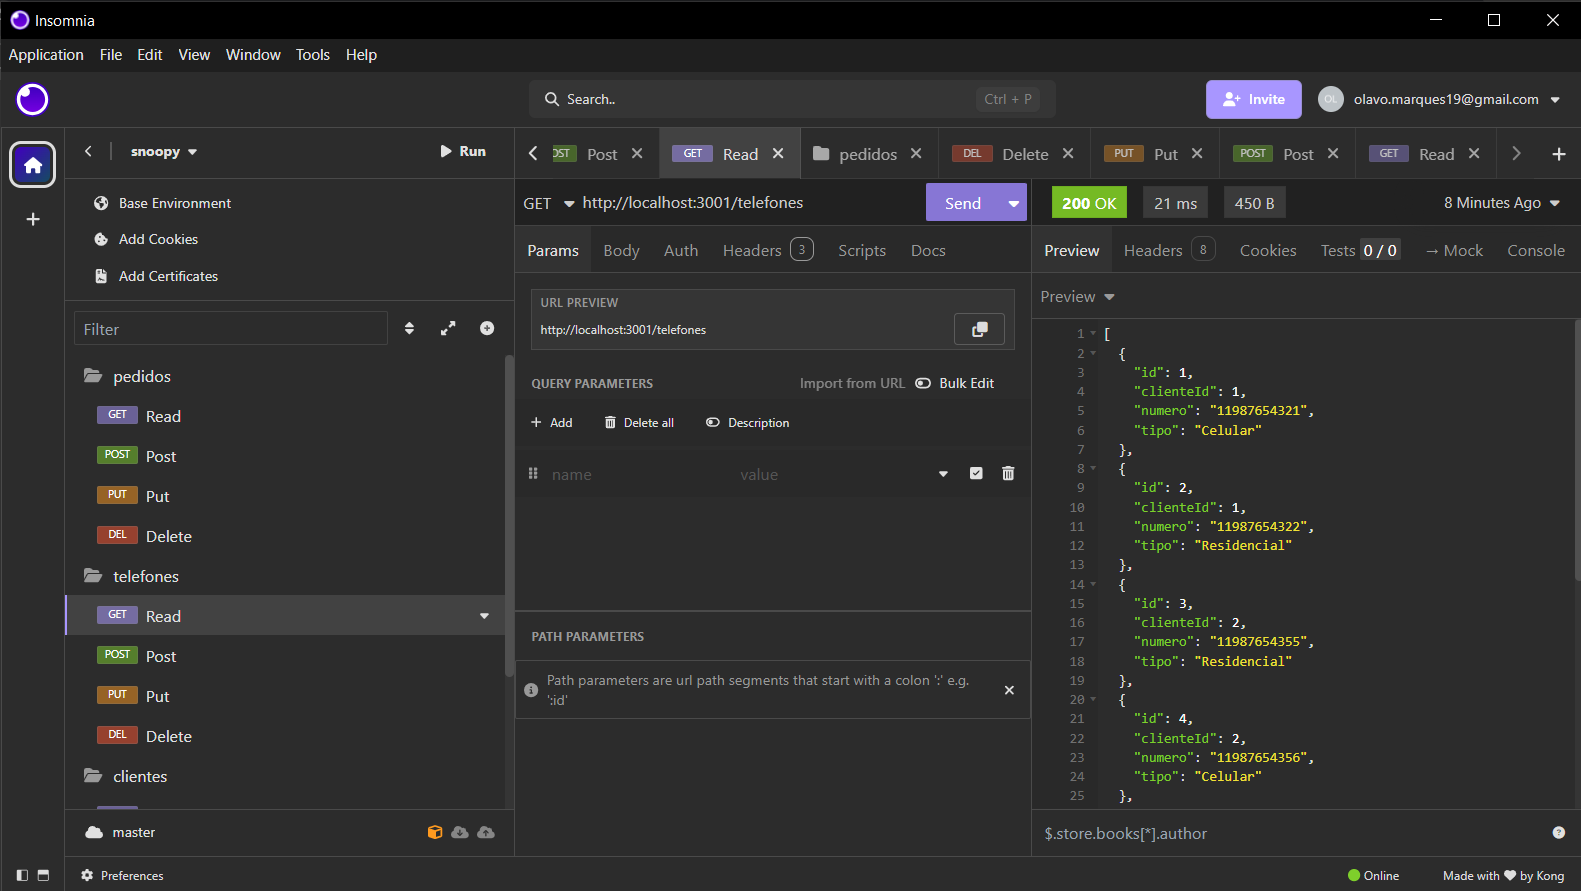 Insomnia
Application File Edit View Window Tools Help
Search.. Ctrl + P
Invite
OL olavo.marques19@gmail.com
snoopy Run
OST Post GET Read pedidos DEL Delete PUT Put POST Post GET Read
Base Environment
Add Cookies
Add Certificates
Filter
pedidos
GET Read
POST Post
PUT Put
DEL Delete
telefones
GET Read
POST Post
PUT Put
DEL Delete
clientes
master
Preferences
GET http://localhost:3001/telefones Send
Params Body Auth Headers 3 Scripts Docs
URL PREVIEW
http://localhost:3001/telefones
QUERY PARAMETERS Import from URL Bulk Edit
Add Delete all Description
name value
PATH PARAMETERS
Path parameters are url path segments that start with a colon ':' e.g.
':id'
200 OK 21 ms 450 B 8 Minutes Ago
Preview Headers 8 Cookies Tests 0 / 0 → Mock Console
Preview
1 [
2 {
3 "id": 1,
4 "clienteId": 1,
5 "numero": "11987654321",
6 "tipo": "Celular"
7 },
8 {
9 "id": 2,
10 "clienteId": 1,
11 "numero": "11987654322",
12 "tipo": "Residencial"
13 },
14 {
15 "id": 3,
16 "clienteId": 2,
17 "numero": "11987654355",
18 "tipo": "Residencial"
19 },
20 {
21 "id": 4,
22 "clienteId": 2,
23 "numero": "11987654356",
24 "tipo": "Celular"
25 },
$.store.books[*].author
Online Made with ♥ by Kong